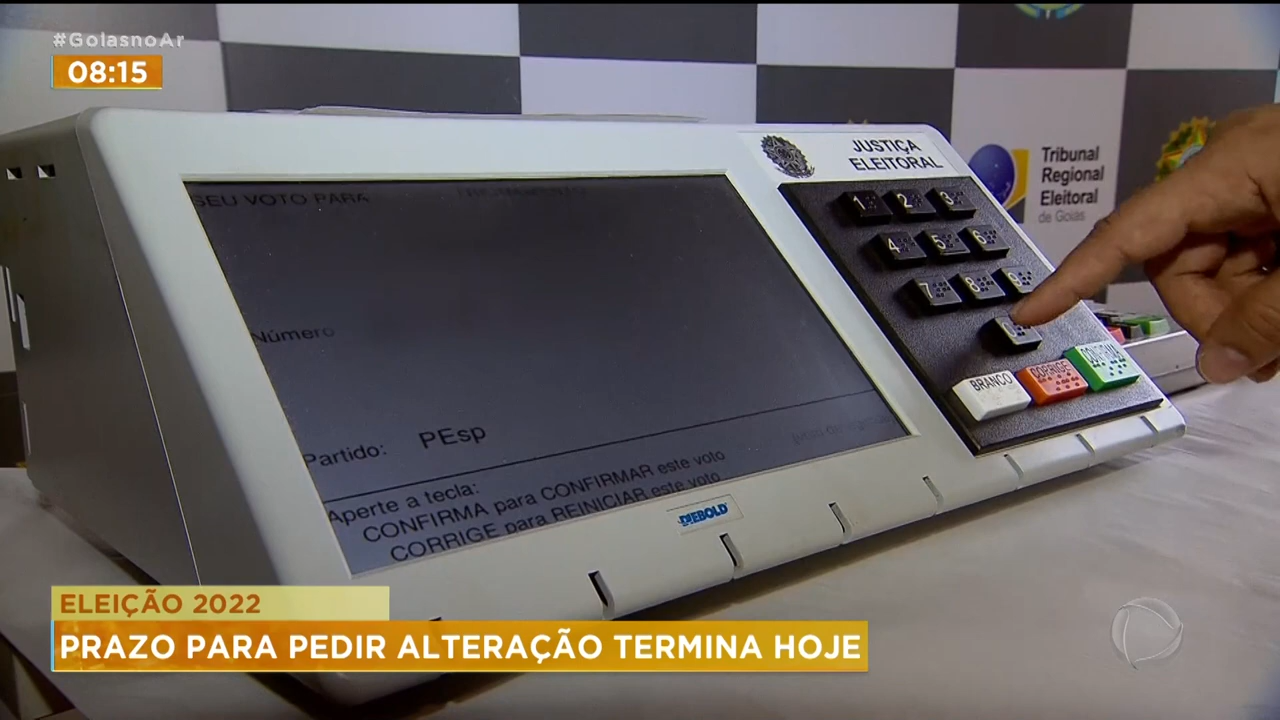 #GoiasnoAr
08:15
JUSTIÇA
ELEITORAL
Tribunal
Regional
Eleitoral
de Goiás
SEU VOTO PARA
Número
Partido: PEsp
Aperte a tecla:
CONFIRMA para CONFIRMAR este voto
CORRIGE para REINICIAR este voto
1 2 3
4 5 6
7 8 9
0
BRANCO CORRIGE CONFIRMA
DIEBOLD
ELEIÇÃO 2022
PRAZO PARA PEDIR ALTERAÇÃO TERMINA HOJE